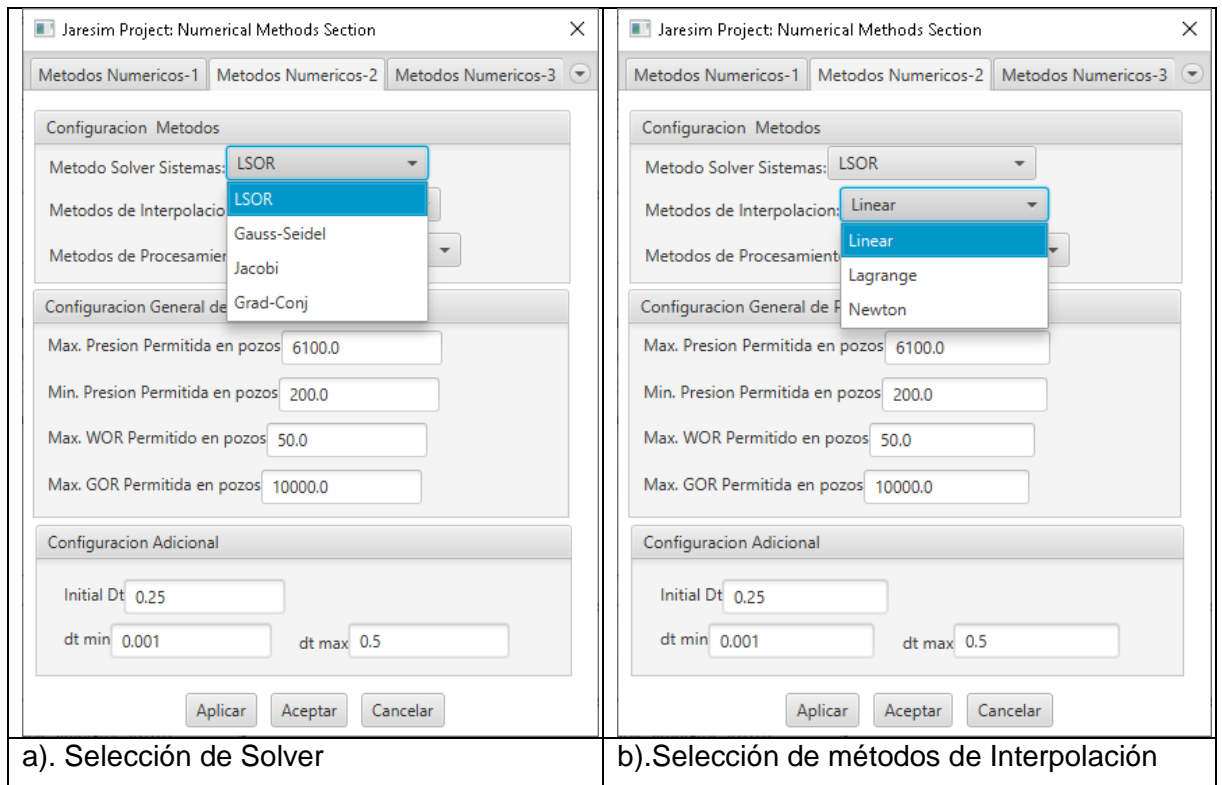 Jaresim Project: Numerical Methods Section
Metodos Numericos-1 Metodos Numericos-2 Metodos Numericos-3
Configuracion Metodos
Metodo Solver Sistemas: LSOR
LSOR
Metodos de Interpolacio
Gauss-Seidel
Metodos de Procesamier
Jacobi
Grad-Conj
Configuracion General de
Max. Presion Permitida en pozos 6100.0
Min. Presion Permitida en pozos 200.0
Max. WOR Permitido en pozos 50.0
Max. GOR Permitida en pozos 10000.0
Configuracion Adicional
Initial Dt 0.25
dt min 0.001 dt max 0.5
Aplicar Aceptar Cancelar
a). Selección de Solver
Jaresim Project: Numerical Methods Section
Metodos Numericos-1 Metodos Numericos-2 Metodos Numericos-3
Configuracion Metodos
Metodo Solver Sistemas: LSOR
Metodos de Interpolacion: Linear
Linear
Metodos de Procesamient
Lagrange
Newton
Configuracion General de P
Max. Presion Permitida en pozos 6100.0
Min. Presion Permitida en pozos 200.0
Max. WOR Permitido en pozos 50.0
Max. GOR Permitida en pozos 10000.0
Configuracion Adicional
Initial Dt 0.25
dt min 0.001 dt max 0.5
Aplicar Aceptar Cancelar
b).Selección de métodos de Interpolación